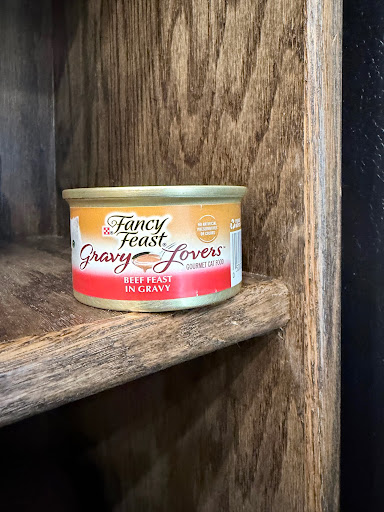 Fancy
Feast
Gravy Lovers
GOURMET CAT FOOD
BEEF FEAST
IN GRAVY